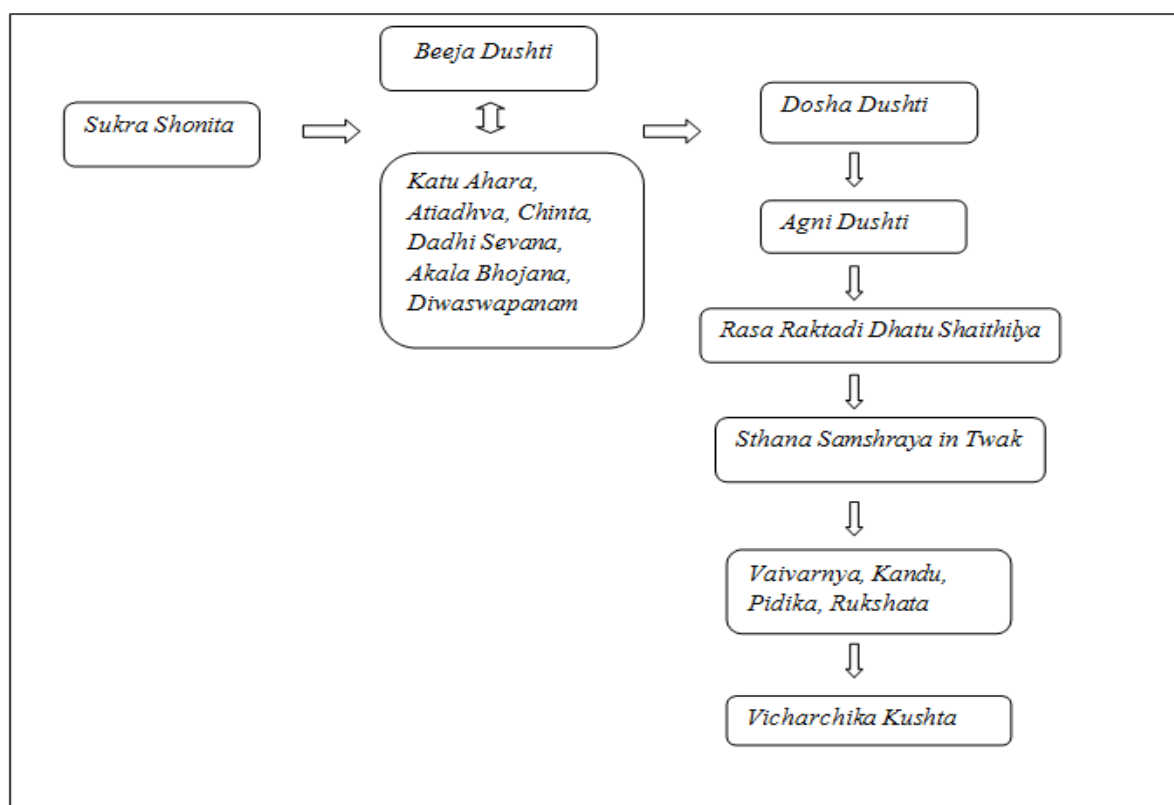 Sukra Shonita
Beeja Dushti
Katu Ahara,
Atiadhva, Chinta,
Dadhi Sevana,
Akala Bhojana,
Diwaswapanam
Dosha Dushti
Agni Dushti
Rasa Raktadi Dhatu Shaithilya
Sthana Samshraya in Twak
Vaivarnya, Kandu,
Pidika, Rukshata
Vicharchika Kushta